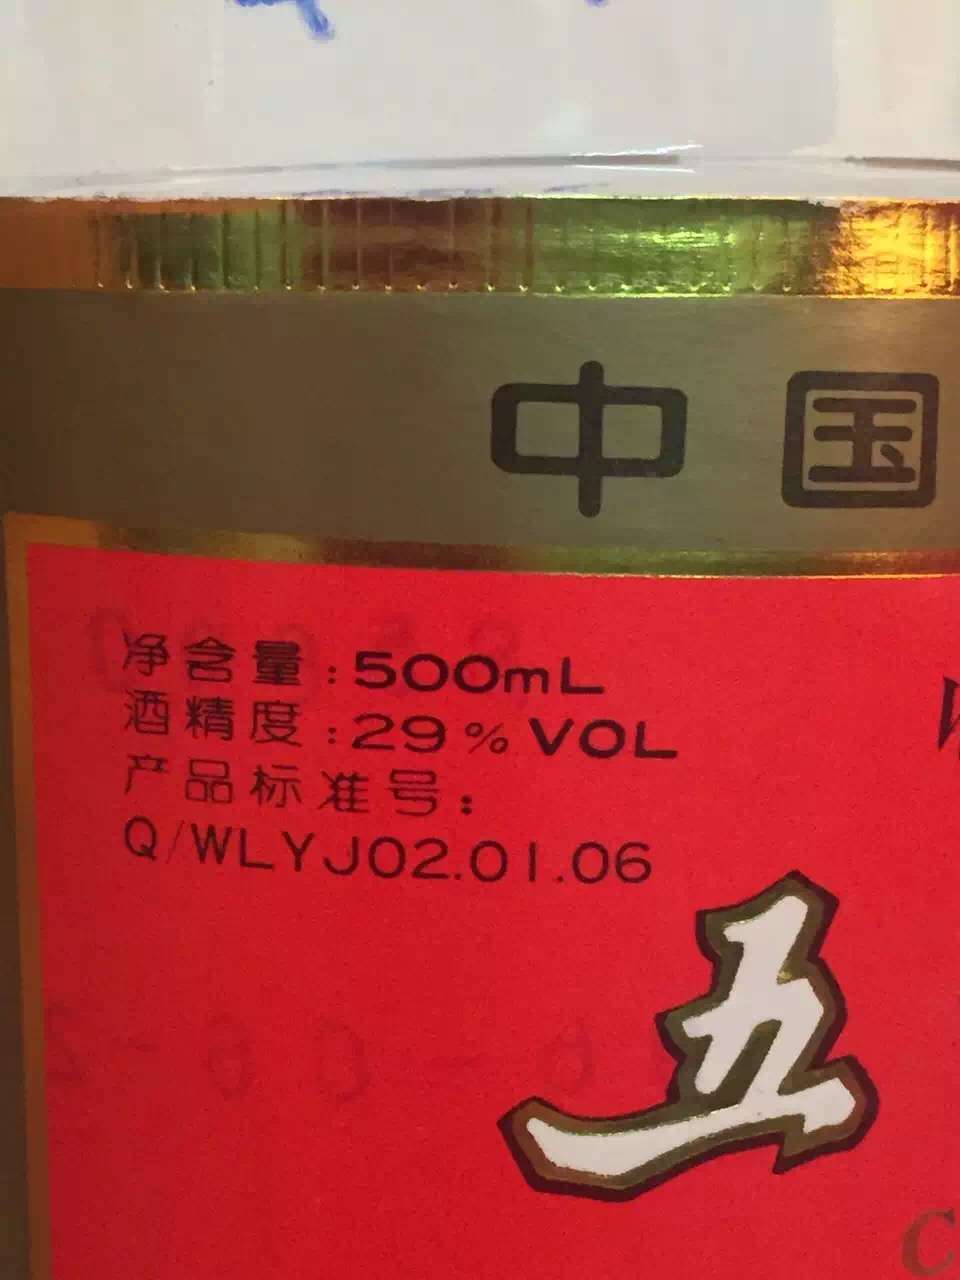 中国
净含量:500mL
酒精度:29%VOL
产品标准号:
Q/WLYJ02.01.06
五